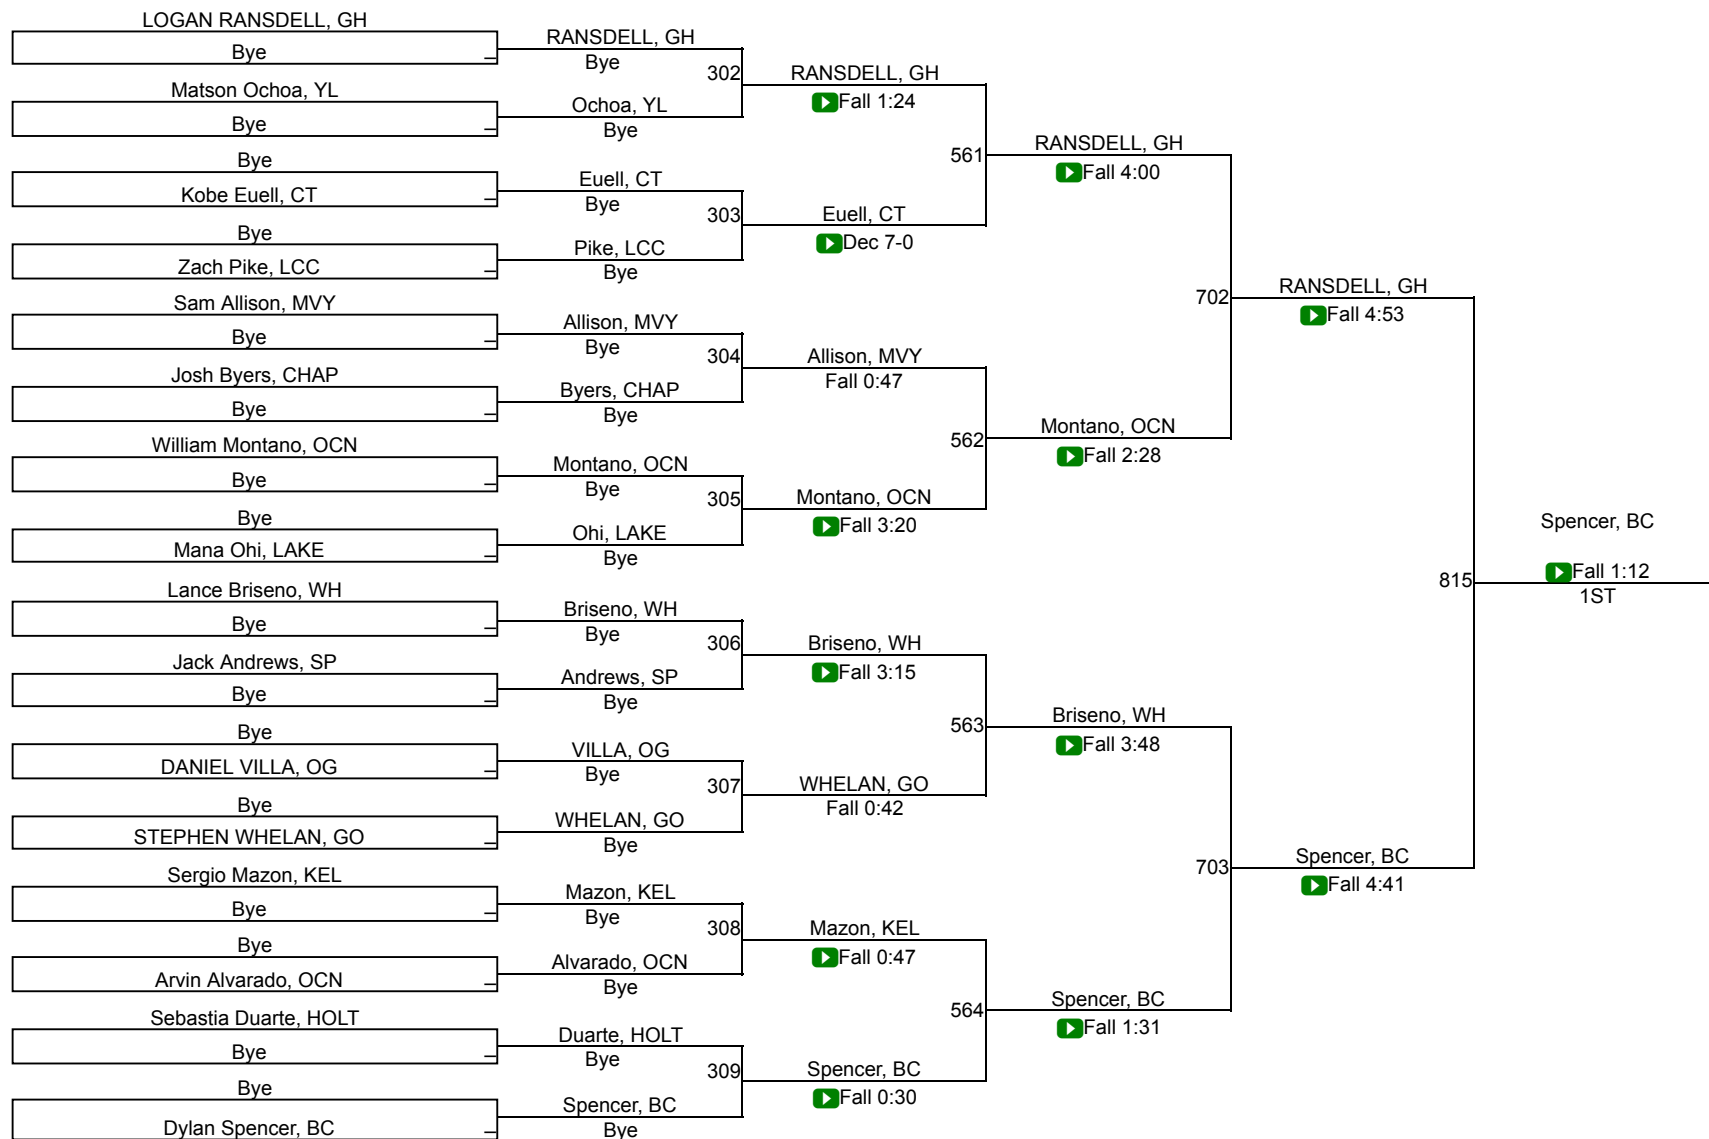 LOGAN RANSDELL, GH
Bye
Matson Ochoa, YL
Bye
Bye
Kobe Euell, CT
Bye
Zach Pike, LCC
Sam Allison, MVY
Bye
Josh Byers, CHAP
Bye
William Montano, OCN
Bye
Bye
Mana Ohi, LAKE
Lance Briseno, WH
Bye
Jack Andrews, SP
Bye
Bye
DANIEL VILLA, OG
Bye
STEPHEN WHELAN, GO
Sergio Mazon, KEL
Bye
Bye
Arvin Alvarado, OCN
Sebastia Duarte, HOLT
Bye
Bye
Dylan Spencer, BC
RANSDELL, GH
Bye
302
Ochoa, YL
Bye
Euell, CT
Bye
303
Pike, LCC
Bye
Allison, MVY
Bye
304
Byers, CHAP
Bye
Montano, OCN
Bye
305
Ohi, LAKE
Bye
Briseno, WH
Bye
306
Andrews, SP
Bye
VILLA, OG
Bye
307
WHELAN, GO
Bye
Mazon, KEL
Bye
308
Alvarado, OCN
Bye
Duarte, HOLT
Bye
309
Spencer, BC
Bye
RANSDELL, GH
Fall 1:24
561
Euell, CT
Dec 7-0
Allison, MVY
Fall 0:47
562
Montano, OCN
Fall 3:20
Briseno, WH
Fall 3:15
563
WHELAN, GO
Fall 0:42
Mazon, KEL
Fall 0:47
564
Spencer, BC
Fall 0:30
RANSDELL, GH
Fall 4:00
702
Montano, OCN
Fall 2:28
Briseno, WH
Fall 3:48
703
Spencer, BC
Fall 1:31
RANSDELL, GH
Fall 4:53
815
Spencer, BC
Fall 4:41
Spencer, BC
Fall 1:12
1ST